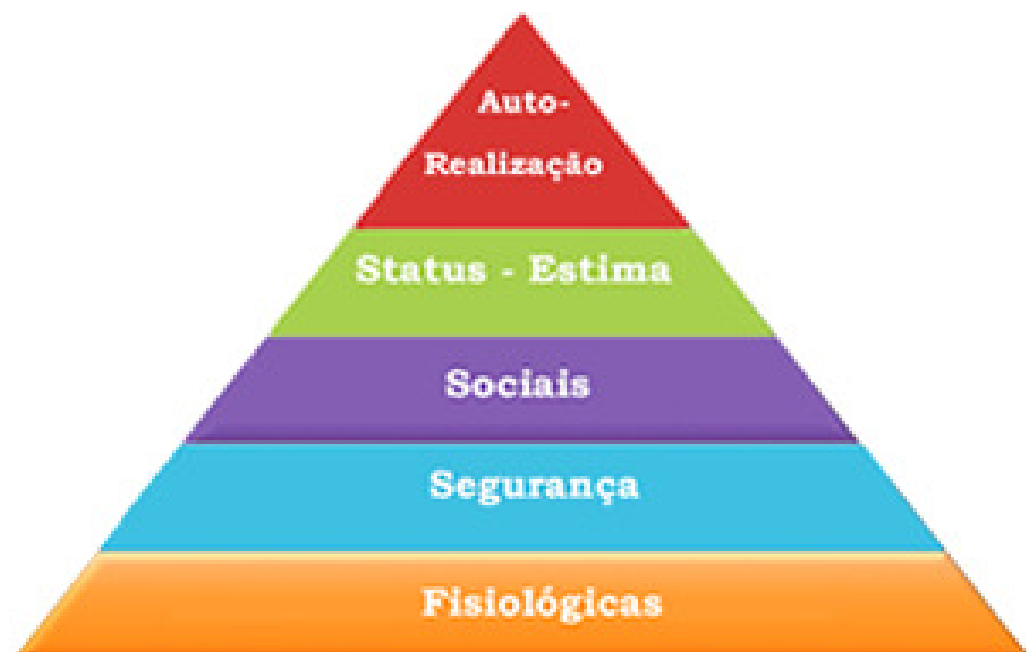 Auto-
Realização
Status - Estima
Sociais
Segurança
Fisiológicas